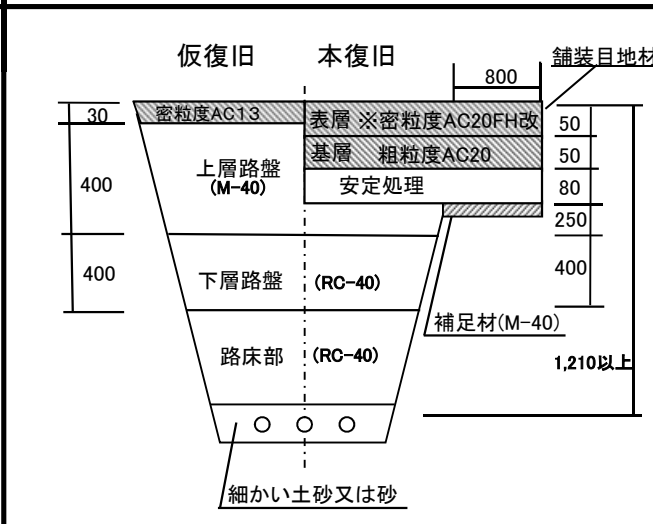 仮復旧 本復旧
舗装目地材
800
30
密粒度AC13
表層 ※密粒度AC20FH改
50
基層 粗粒度AC20
50
400
上層路盤
(M-40)
安定処理
80
250
400
下層路盤 (RC-40)
400
補足材(M-40)
路床部 (RC-40)
1,210以上
細かい土砂又は砂